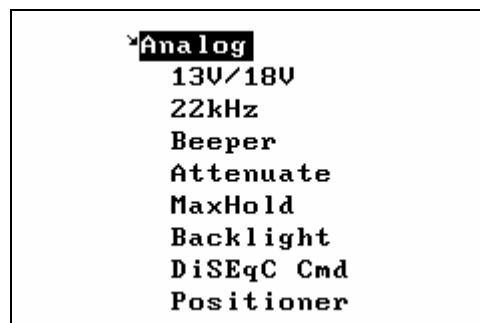 Analog
13V/18V
22kHz
Beeper
Attenuate
MaxHold
Backlight
DiSEqC Cmd
Positioner